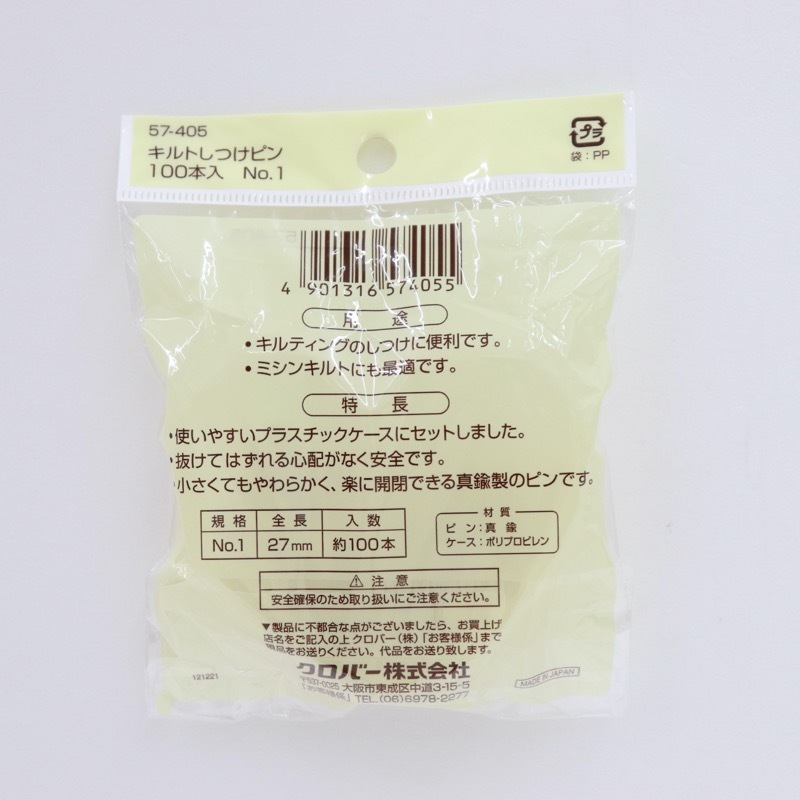 57-405
キルトしつけピン
100本入 No.1
プラ
袋:PP
4 901316 574055
用途
・キルティングのしつけに便利です。
・ミシンキルトにも最適です。
特長
・使いやすいプラスチックケースにセットしました。
・抜けてはずれる心配がなく安全です。
・小さくてもやわらかく、楽に開閉できる真鍮製のピンです。
規格 全長 入数
No.1 27mm 約100本
材質
ピン:真鍮
ケース:ポリプロピレン
⚠ 注意
安全確保のため取り扱いにご注意ください。
▼製品に不都合な点がございましたら、お買上げ
店名をご記入の上 クロバー(株)「お客様係」まで
現品をお送りください。代品をお送り致します。
クロバー株式会社
〒537-0025 大阪市東成区中道3-15-5
「お客様係」 TEL.(06)6978-2277
121221
MADE IN JAPAN